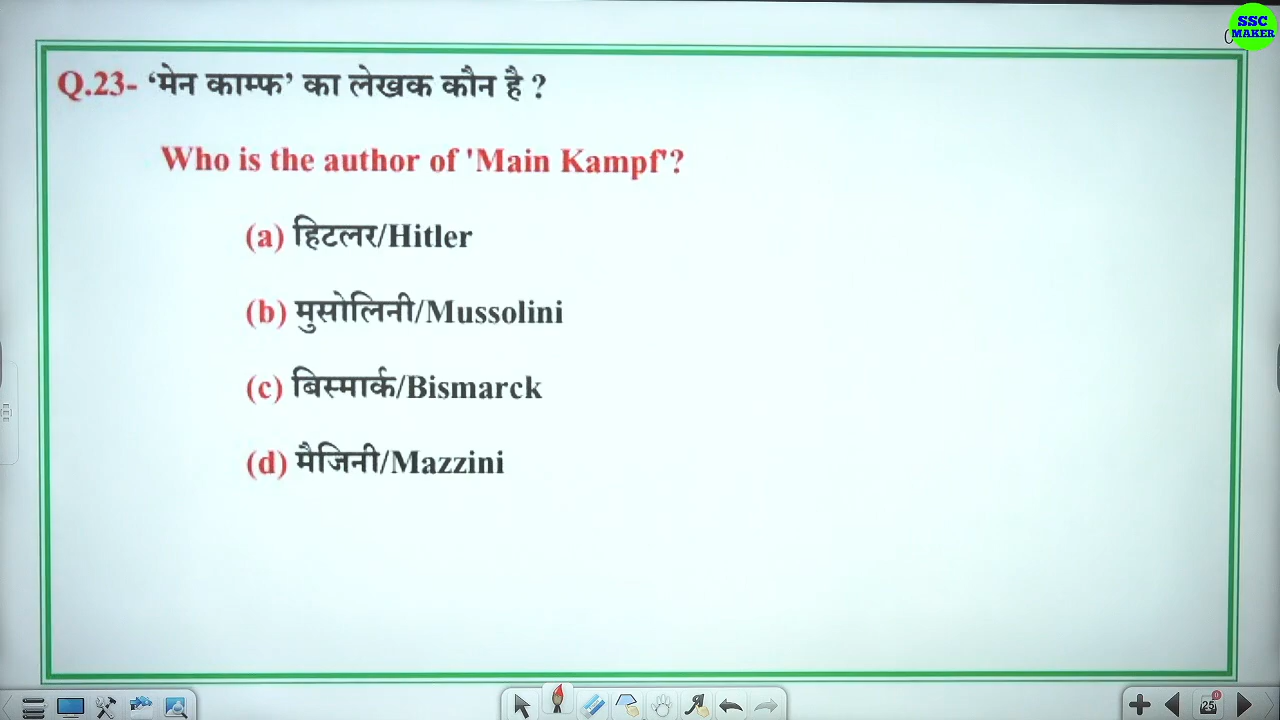 SSC
MAKER
Q.23- ‘मेन काम्फ’ का लेखक कौन है ?
Who is the author of 'Main Kampf'?
(a) हिटलर/Hitler
(b) मुसोलिनी/Mussolini
(c) बिस्मार्क/Bismarck
(d) मैजिनी/Mazzini
25